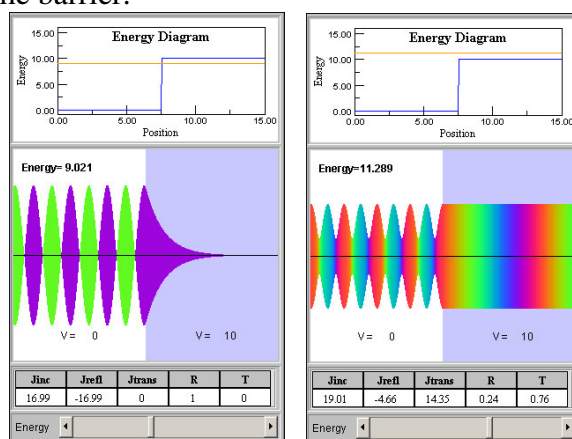 he barrier.
Energy Diagram
15.00
10.00
5.00
0.00
Energy
0.00 5.00 10.00 15.00
Position
Energy= 9.021
V= 0 V= 10
Jinc Jrefl Jtrans R T
16.99 -16.99 0 1 0
Energy
Energy Diagram
15.00
10.00
5.00
0.00
Energy
0.00 5.00 10.00 15.00
Position
Energy=11.289
V= 0 V= 10
Jinc Jrefl Jtrans R T
19.01 -4.66 14.35 0.24 0.76
Energy